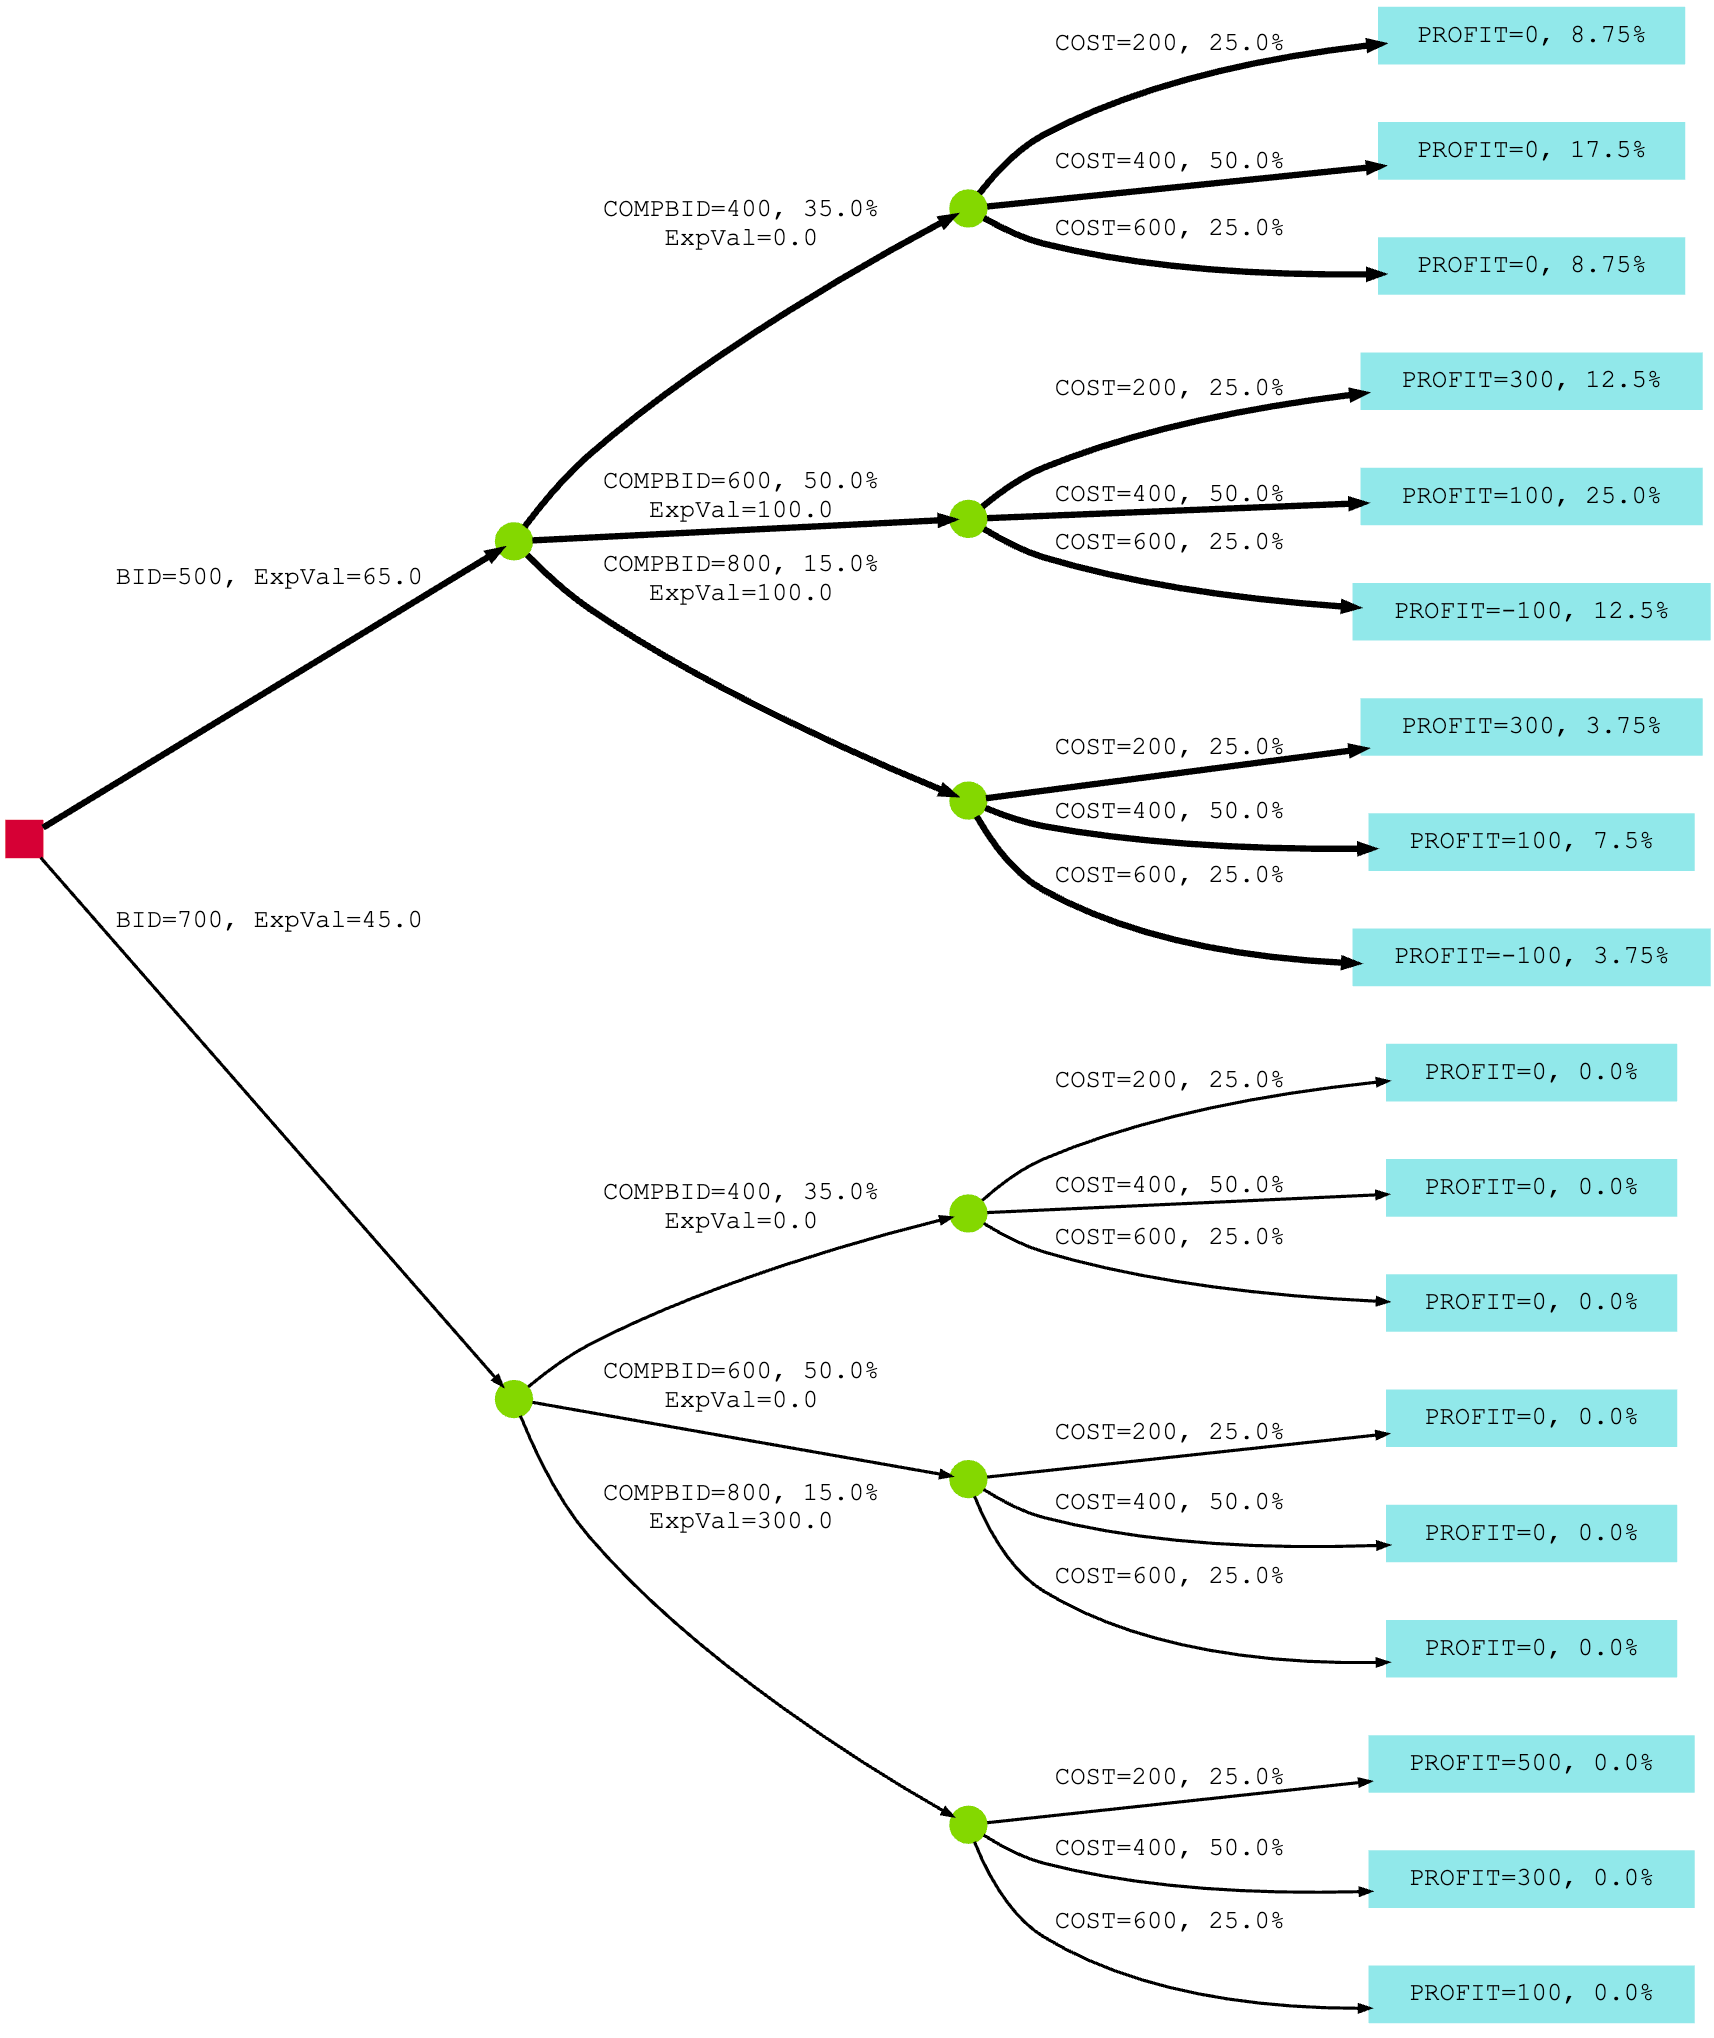 COST=200, 25.0%
PROFIT=0, 8.75%
COST=400, 50.0%
PROFIT=0, 17.5%
COMPBID=400, 35.0%
ExpVal=0.0
COST=600, 25.0%
PROFIT=0, 8.75%
COST=200, 25.0%
PROFIT=300, 12.5%
COMPBID=600, 50.0%
ExpVal=100.0
COST=400, 50.0%
PROFIT=100, 25.0%
COST=600, 25.0%
PROFIT=-100, 12.5%
BID=500, ExpVal=65.0
COMPBID=800, 15.0%
ExpVal=100.0
COST=200, 25.0%
PROFIT=300, 3.75%
COST=400, 50.0%
PROFIT=100, 7.5%
COST=600, 25.0%
PROFIT=-100, 3.75%
BID=700, ExpVal=45.0
COST=200, 25.0%
PROFIT=0, 0.0%
COMPBID=400, 35.0%
ExpVal=0.0
COST=400, 50.0%
PROFIT=0, 0.0%
COST=600, 25.0%
PROFIT=0, 0.0%
COMPBID=600, 50.0%
ExpVal=0.0
COST=200, 25.0%
PROFIT=0, 0.0%
COST=400, 50.0%
PROFIT=0, 0.0%
COST=600, 25.0%
PROFIT=0, 0.0%
COMPBID=800, 15.0%
ExpVal=300.0
COST=200, 25.0%
PROFIT=500, 0.0%
COST=400, 50.0%
PROFIT=300, 0.0%
COST=600, 25.0%
PROFIT=100, 0.0%